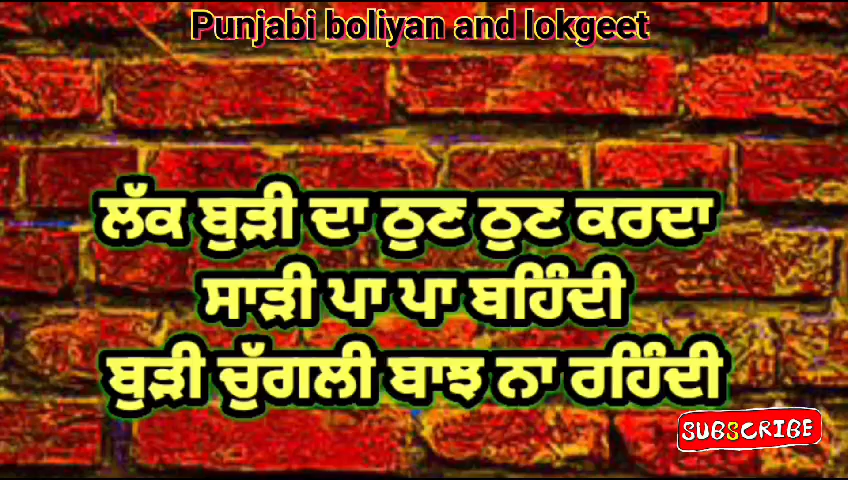 Punjabi boliyan and lokgeet
ਲੱਕ ਬੁੜੀ ਦਾ ਠੁਣ ਠੁਣ ਕਰਦਾ
ਸਾੜੀ ਪਾ ਪਾ ਬਹਿੰਦੀ
ਬੁੜੀ ਚੁੱਗਲੀ ਬਾਝ ਨਾ ਰਹਿੰਦੀ
SUBSCRIBE